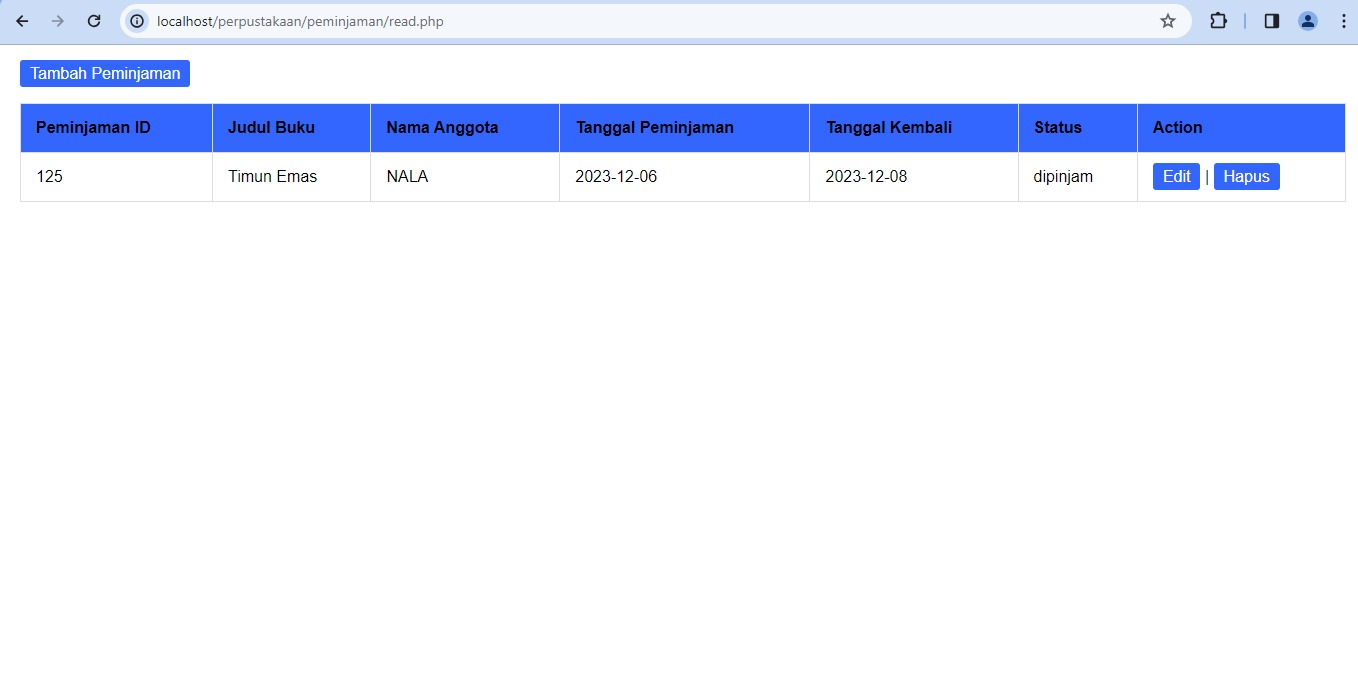 localhost/perpustakaan/peminjaman/read.php
Tambah Peminjaman
Peminjaman ID Judul Buku Nama Anggota Tanggal Peminjaman Tanggal Kembali Status Action
125 Timun Emas NALA 2023-12-06 2023-12-08 dipinjam Edit | Hapus